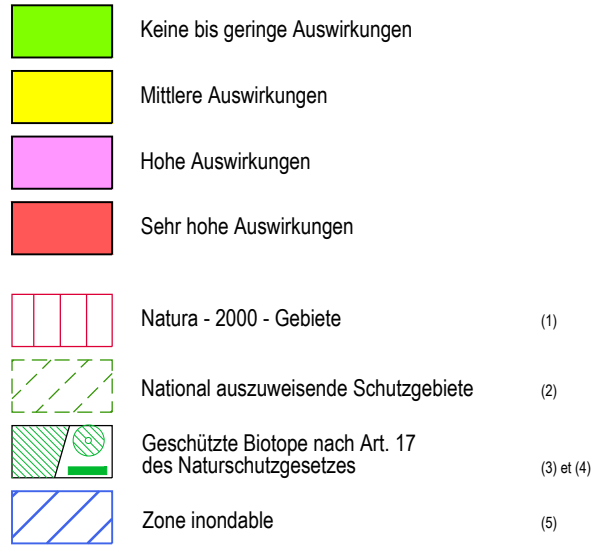 Keine bis geringe Auswirkungen
Mittlere Auswirkungen
Hohe Auswirkungen
Sehr hohe Auswirkungen
Natura - 2000 - Gebiete (1)
National auszuweisende Schutzgebiete (2)
Geschützte Biotope nach Art. 17
des Naturschutzgesetzes (3) et (4)
Zone inondable (5)